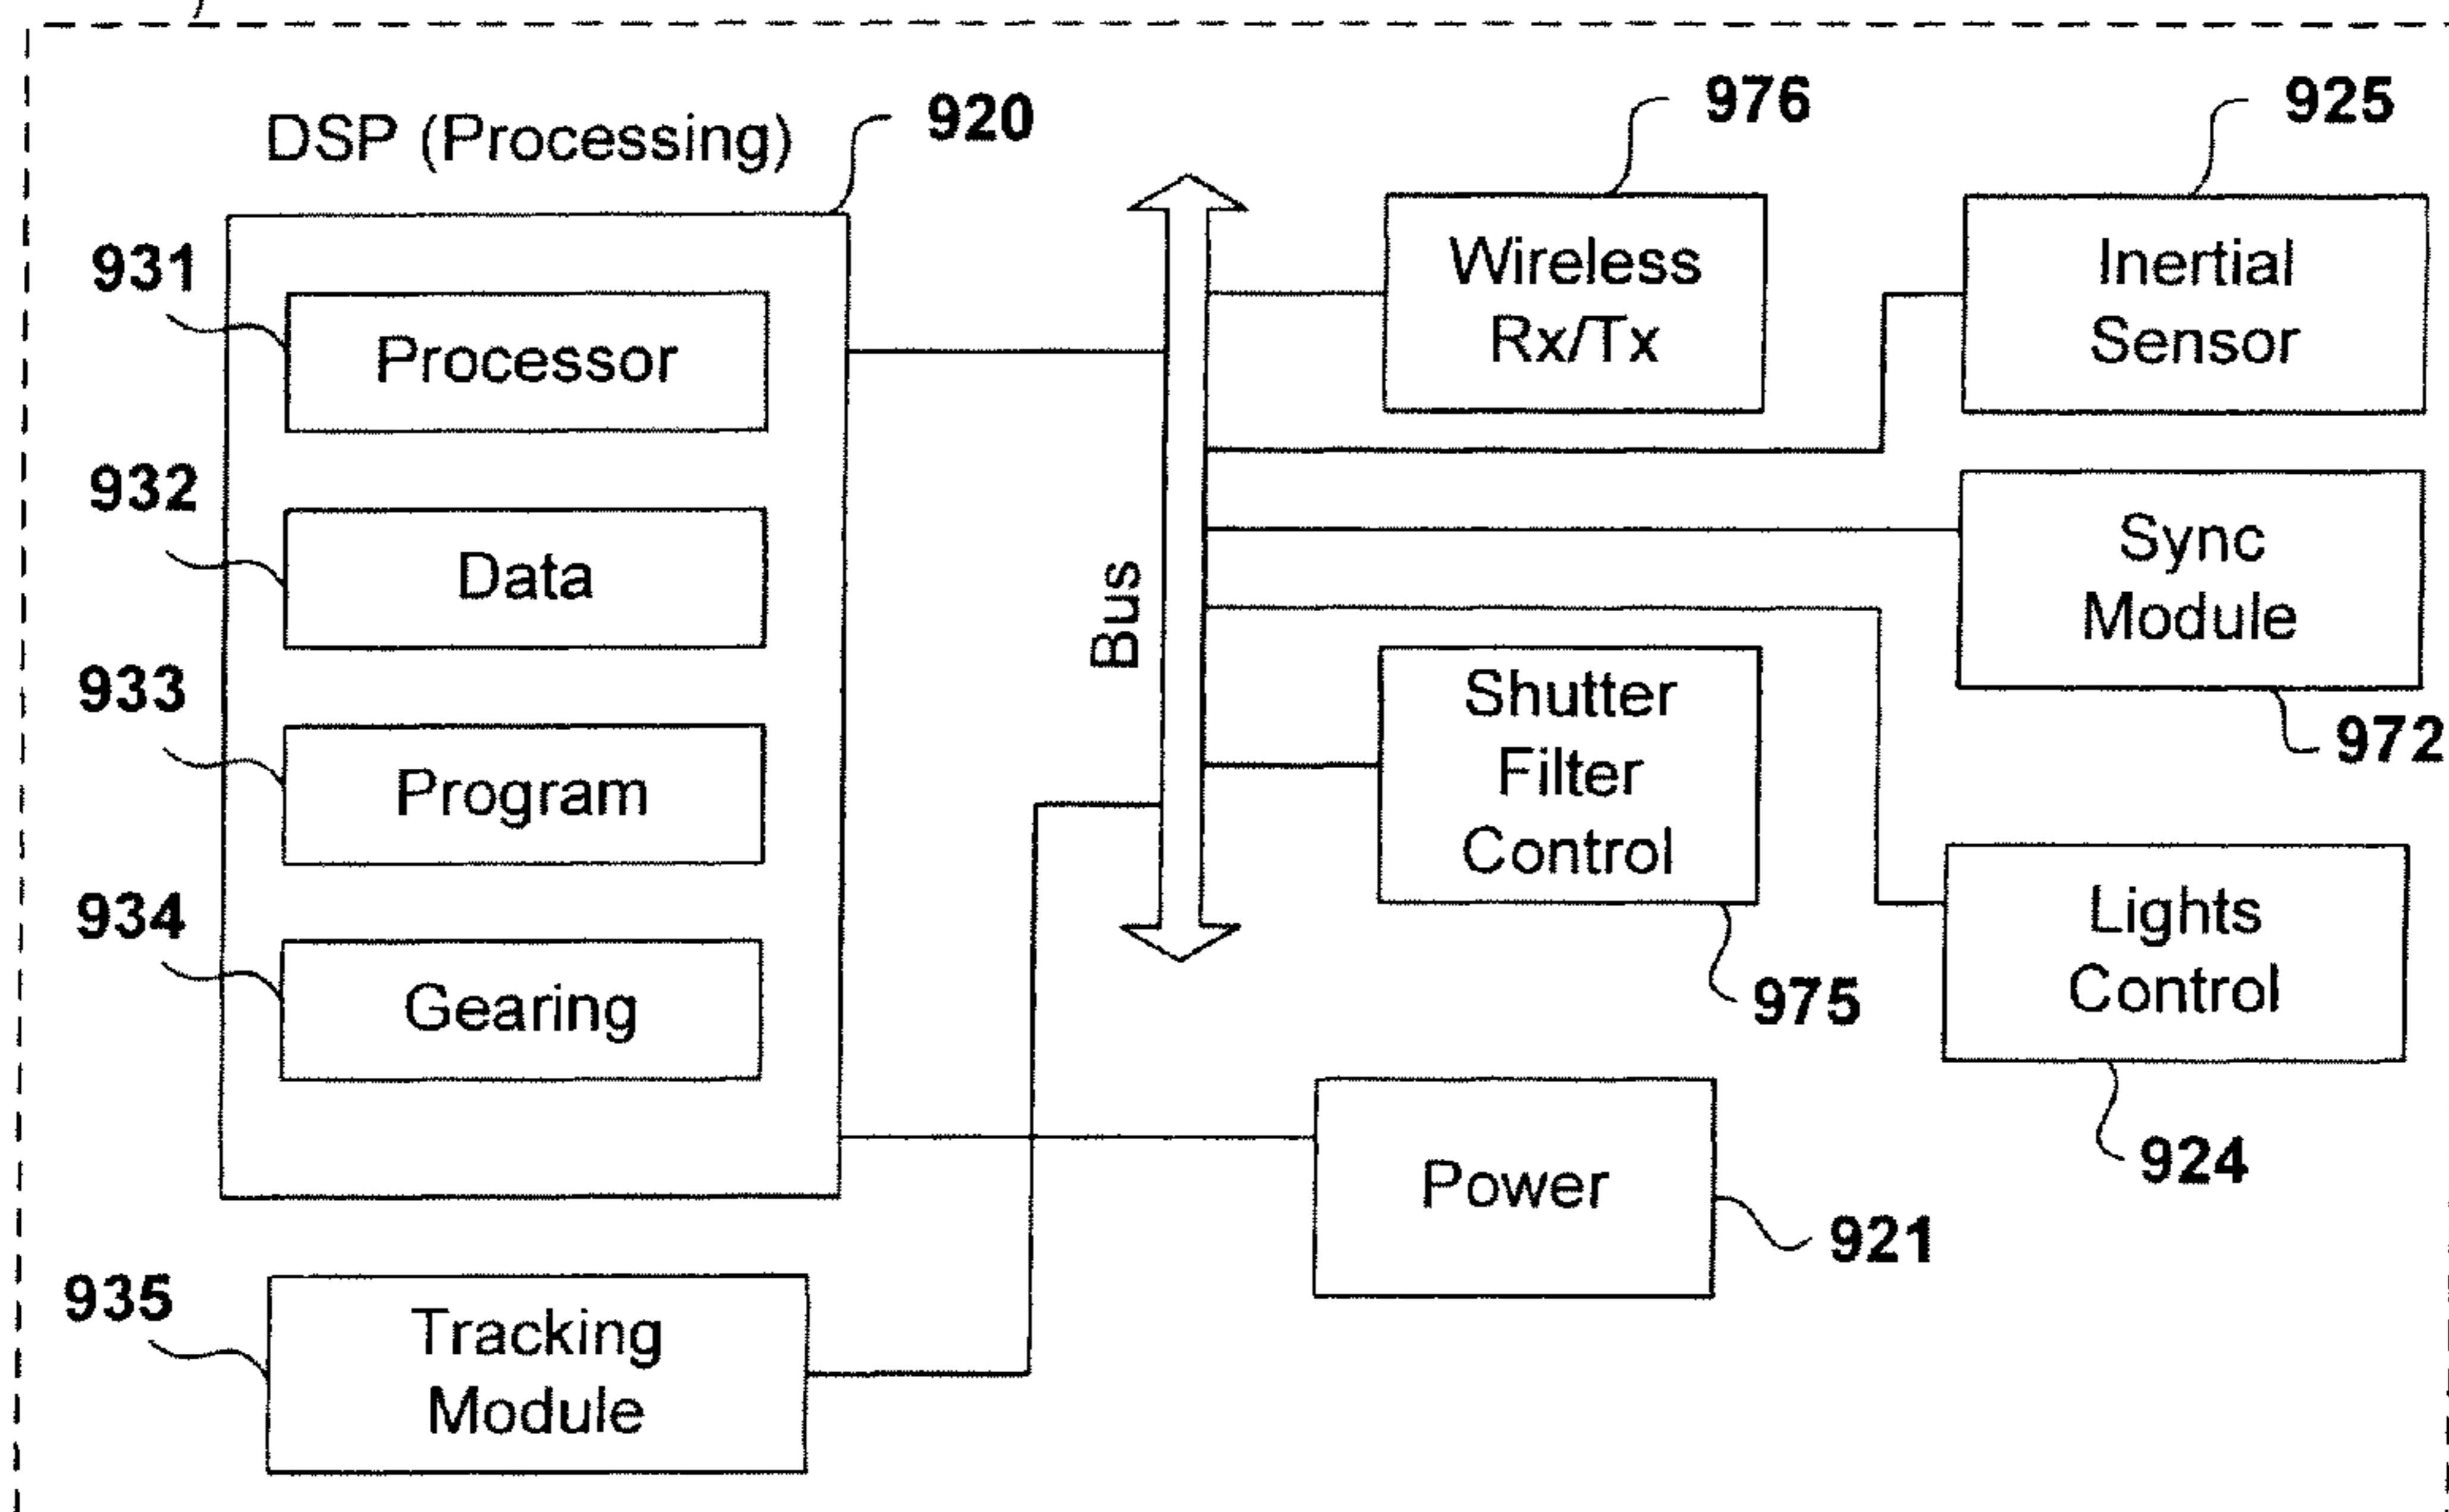 DSP (Processing)
920
931
Processor
932
Data
933
Program
934
Gearing
935
Tracking
Module
Bus
976
Wireless
Rx/Tx
925
Inertial
Sensor
Sync
Module
972
Shutter
Filter
Control
975
Lights
Control
924
Power
921